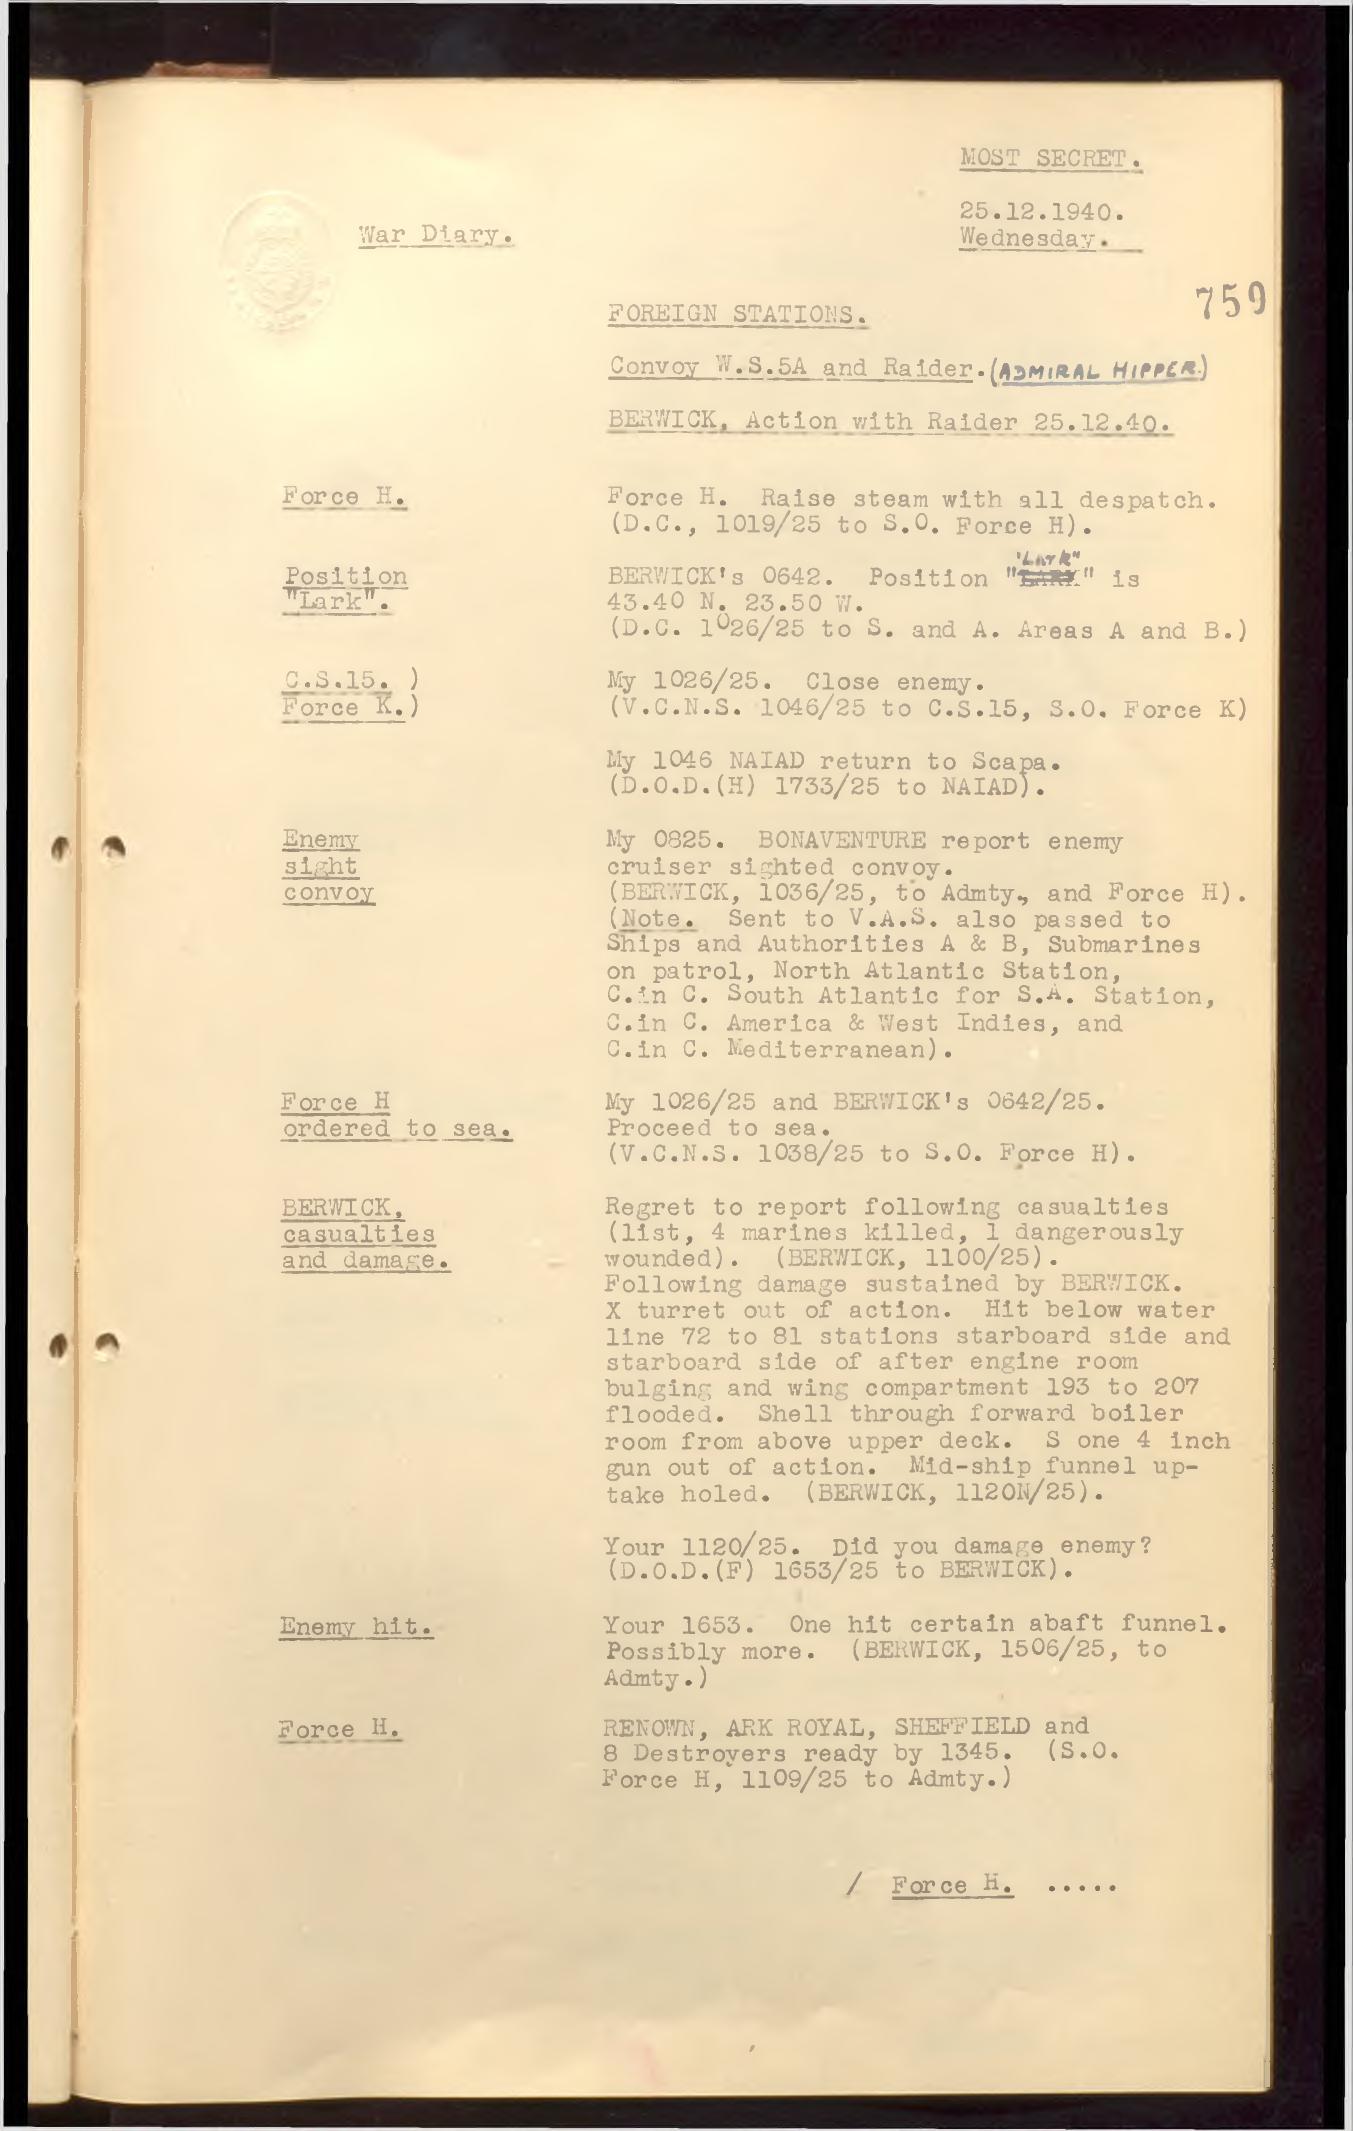 MOST SECRET.
25.12.1940.
War Diary.
Wednesday.
759
FOREIGN STATIONS.
Convoy W.S.5A and Raider. (ADMIRAL HIPPER.)
BERWICK, Action with Raider 25.12.40.
Force H.
Force H. Raise steam with all despatch.
(D.C., 1019/25 to S.O. Force H).
"Lark"
Position
"Lark".
BERWICK's 0642. Position " " is
43.40 N. 23.50 W.
(D.C. 1026/25 to S. and A. Areas A and B.)
C.S.15. )
Force K.)
My 1026/25. Close enemy.
(V.C.N.S. 1046/25 to C.S.15, S.O. Force K)
My 1046 NAIAD return to Scapa.
(D.O.D.(H) 1733/25 to NAIAD).
Enemy
sight
convoy
My 0825. BONAVENTURE report enemy
cruiser sighted convoy.
(BERWICK, 1036/25, to Admty., and Force H).
(Note. Sent to V.A.S. also passed to
Ships and Authorities A & B, Submarines
on patrol, North Atlantic Station,
C.in C. South Atlantic for S.A. Station,
C.in C. America & West Indies, and
C.in C. Mediterranean).
Force H
ordered to sea.
My 1026/25 and BERWICK's 0642/25.
Proceed to sea.
(V.C.N.S. 1038/25 to S.O. Force H).
BERWICK,
casualties
and damage.
Regret to report following casualties
(list, 4 marines killed, 1 dangerously
wounded). (BERWICK, 1100/25).
Following damage sustained by BERWICK.
X turret out of action. Hit below water
line 72 to 81 stations starboard side and
starboard side of after engine room
bulging and wing compartment 193 to 207
flooded. Shell through forward boiler
room from above upper deck. S one 4 inch
gun out of action. Mid-ship funnel up-
take holed. (BERWICK, 1120N/25).
Your 1120/25. Did you damage enemy?
(D.O.D.(F) 1653/25 to BERWICK).
Enemy hit.
Your 1653. One hit certain abaft funnel.
Possibly more. (BERWICK, 1506/25, to
Admty.)
Force H.
RENOWN, ARK ROYAL, SHEFFIELD and
8 Destroyers ready by 1345. (S.O.
Force H, 1109/25 to Admty.)
/ Force H. .....